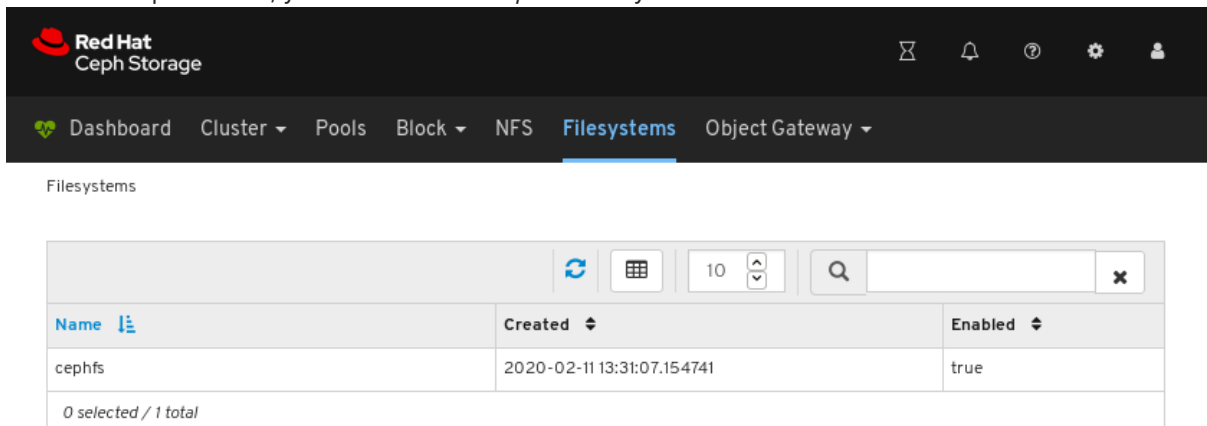 Red Hat
Ceph Storage
Dashboard Cluster Pools Block NFS Filesystems Object Gateway
Filesystems
10
Name Created Enabled
cephfs 2020-02-11 13:31:07.154741 true
0 selected / 1 total